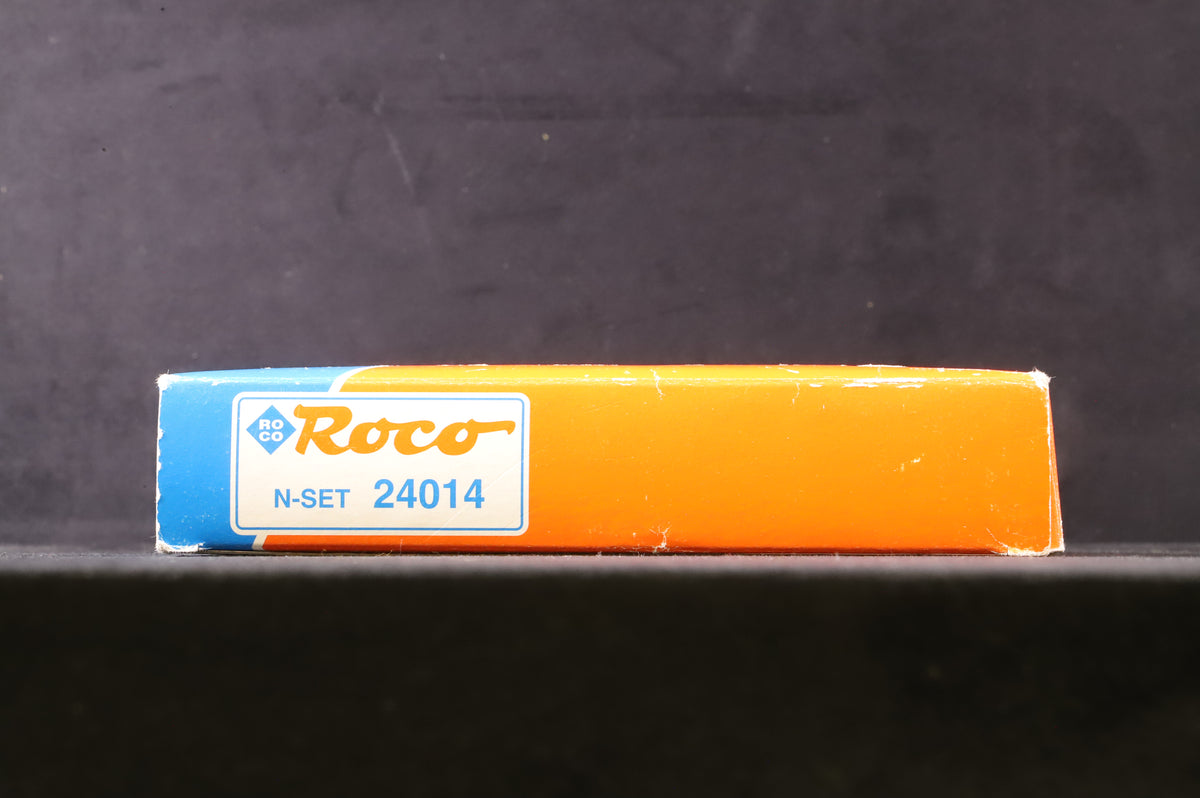 RO
CO
Roco
N-SET 24014